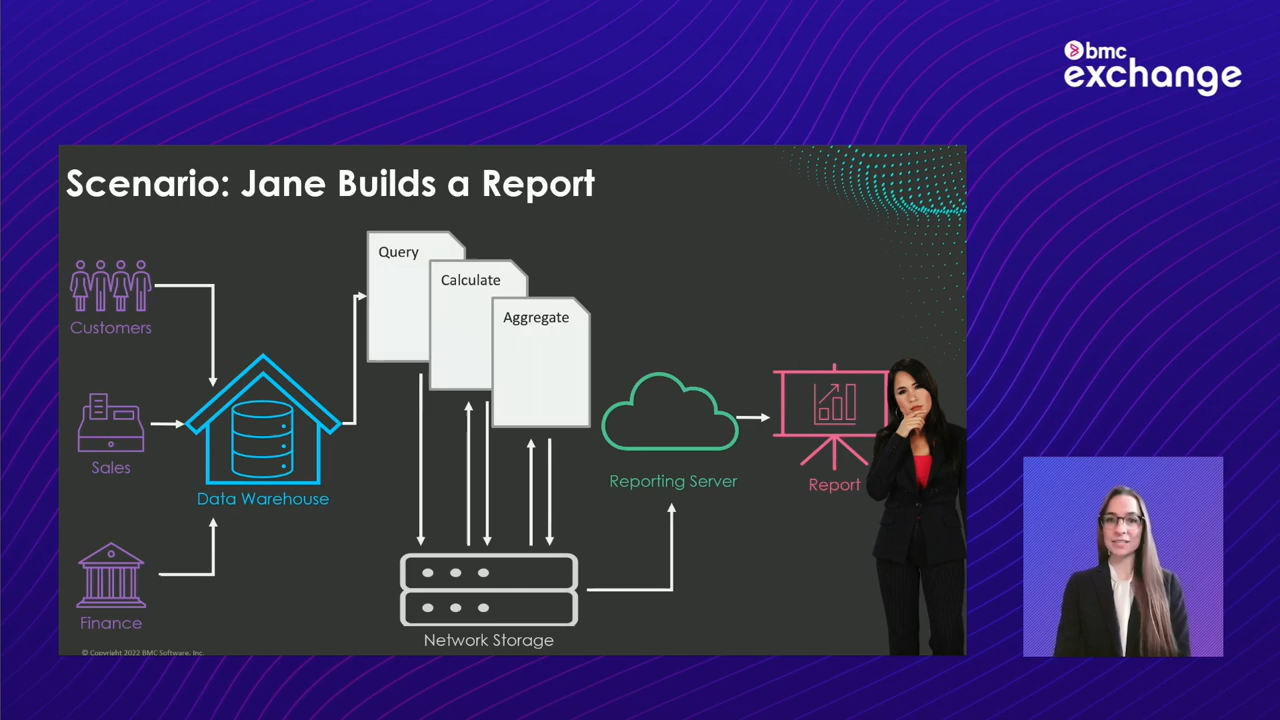 bmc
exchange
Scenario: Jane Builds a Report
Query
Calculate
Aggregate
Customers
Sales
Data Warehouse
Reporting Server
Report
Finance
Network Storage
© Copyright 2022 BMC Software, Inc.